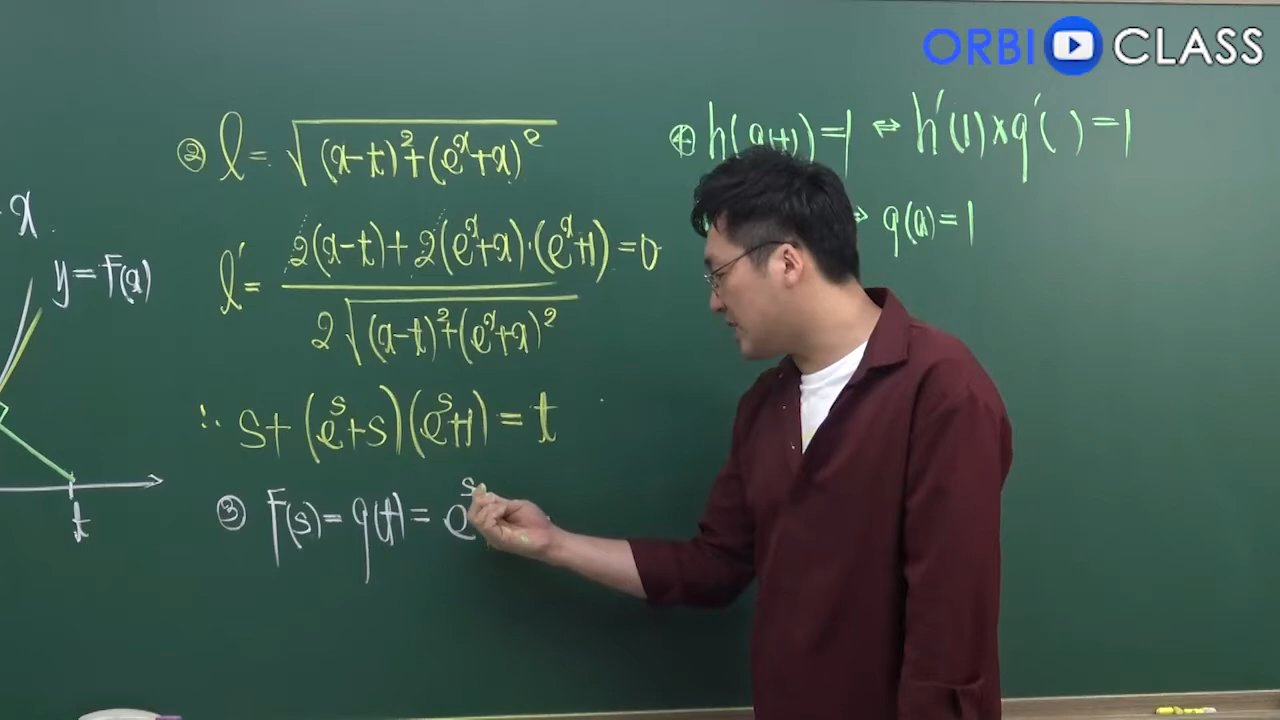 ORBI CLASS
x
y=f(x)
t
② l = √(x-t)²+(eˣ+x)²
l' = 2(x-t)+2(eˣ+x)·(eˣ+1) / 2√(x-t)²+(eˣ+x)² = 0
∴ s+(eˢ+s)(eˢ+1)=t
③ f(s)=g(t)=eˢ
④ h(g(t))=1 ⇔ h'(1)×g'( )=1
⇒ g(a)=1